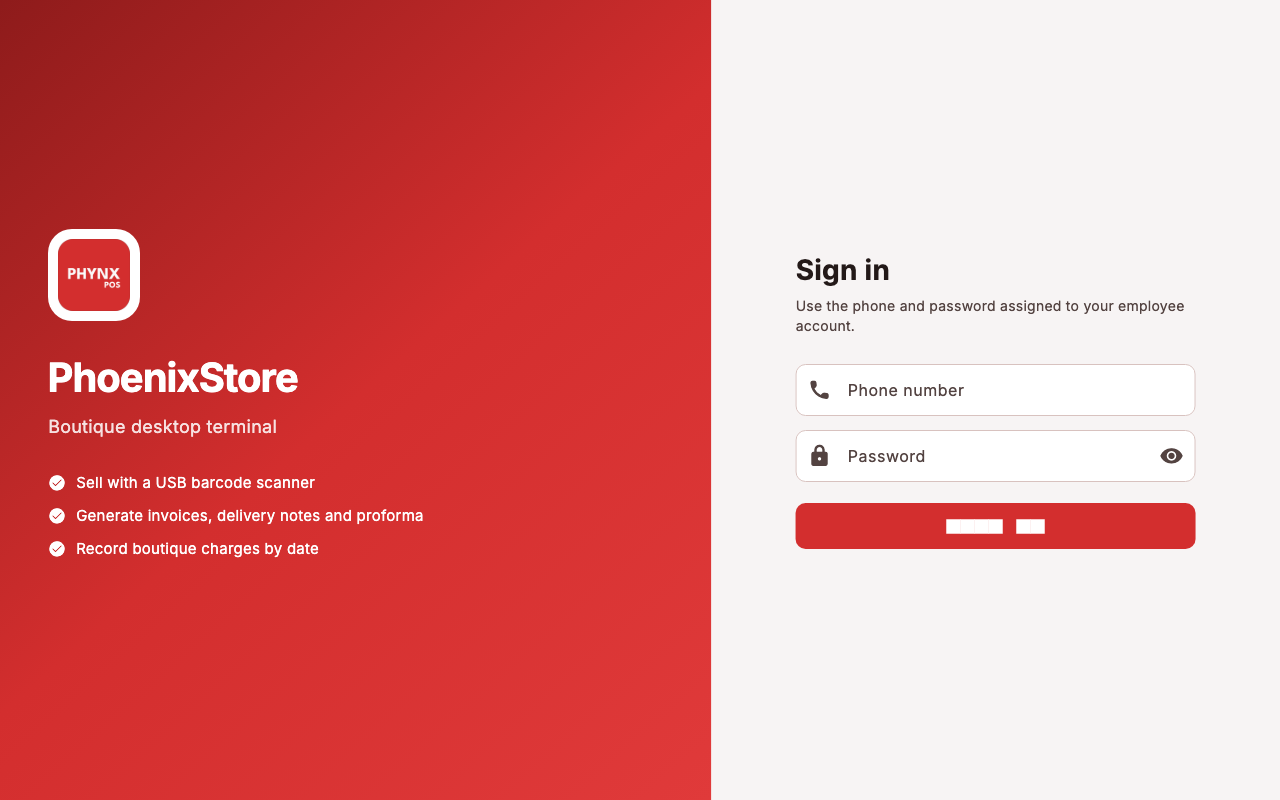 PHYNX
POS
PhoenixStore
Boutique desktop terminal
Sell with a USB barcode scanner
Generate invoices, delivery notes and proforma
Record boutique charges by date
Sign in
Use the phone and password assigned to your employee
account.
Phone number
Password